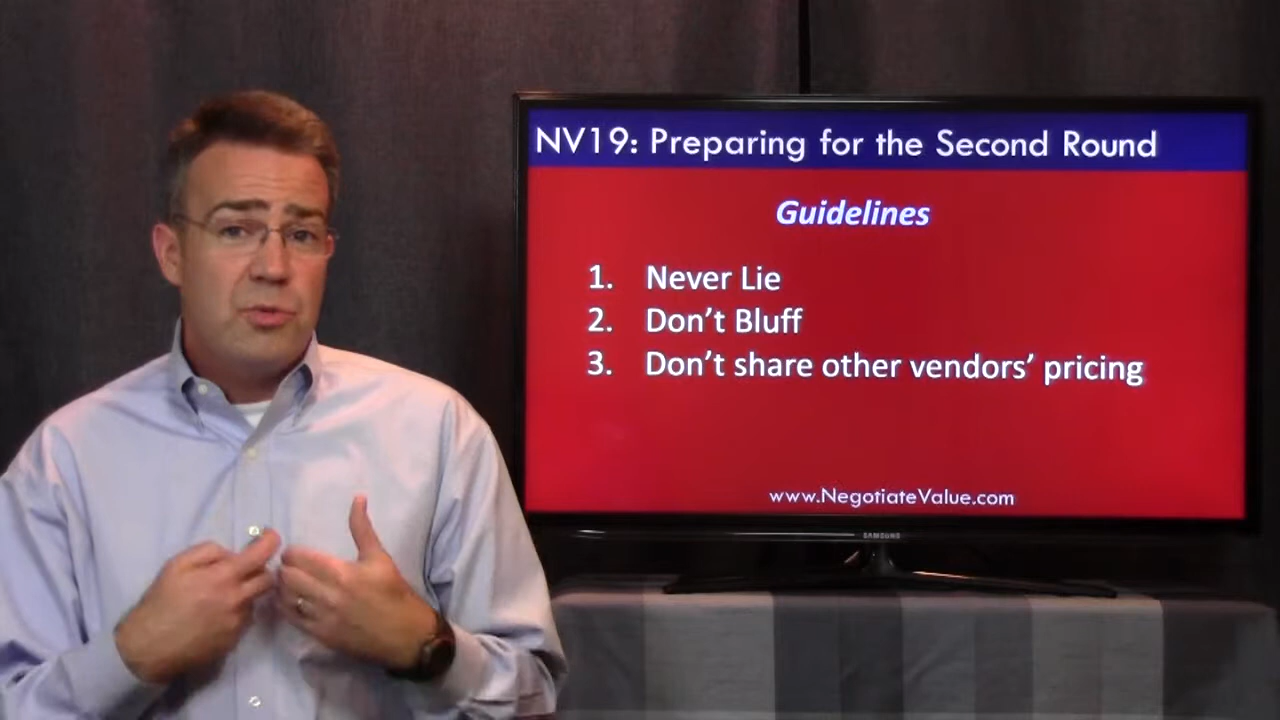 NV19: Preparing for the Second Round
Guidelines
1. Never Lie
2. Don’t Bluff
3. Don’t share other vendors’ pricing
www.NegotiateValue.com
SAMSUNG